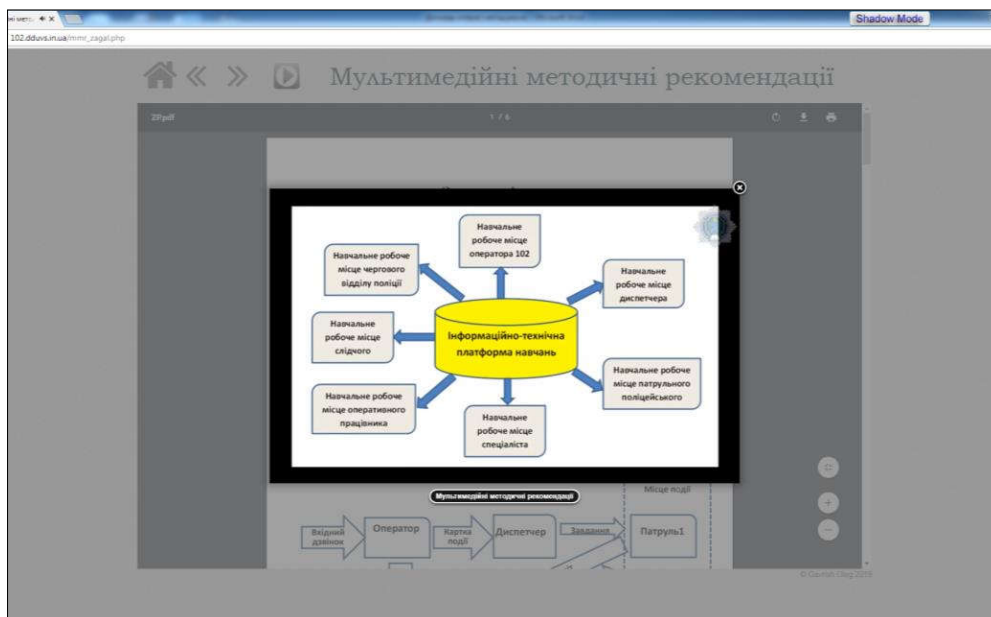 Shadow Mode
102.dduvs.in.ua/mmr_zagal.php
Мультимедійні методичні рекомендації
1 / 6
Навчальне
робоче місце
оператора 102
Навчальне робоче
місце чергового
відділу поліції
Навчальне
робоче місце
диспетчера
Навчальне
робоче місце
слідчого
Інформаційно-технічна
платформа навчань
Навчальне робоче
місце патрульного
поліцейського
Навчальне робоче
місце оперативного
працівника
Навчальне
робоче місце
спеціаліста
Мультимедійні методичні рекомендації
Місце події
Вхідний
дзвінок
Оператор
Картка
події
Диспетчер
Завдання
Патруль1